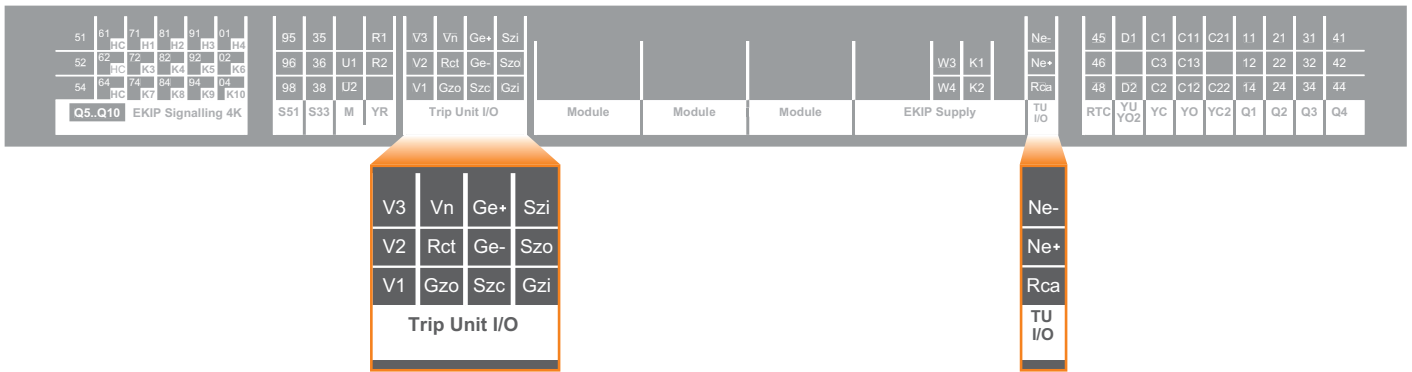 51 61 71 81 91 01 95 35 R1 V3 Vn Ge+ Szi Ne- 45 D1 C1 C11 C21 11 21 31 41
HC H1 H2 H3 H4
52 62 72 82 92 02 96 36 U1 R2 V2 Rct Ge- Szo W3 K1 Ne+ 46 C3 C13 12 22 32 42
HC K3 K4 K5 K6
54 64 74 84 94 04 98 38 U2 V1 Gzo Szc Gzi W4 K2 Rca 48 D2 C2 C12 C22 14 24 34 44
HC K7 K8 K9 K10
Q5..Q10 EKIP Signalling 4K S51 S33 M YR Trip Unit I/O Module Module Module EKIP Supply TU I/O RTC YU YO2 YC YO YC2 Q1 Q2 Q3 Q4
V3 Vn Ge+ Szi
V2 Rct Ge- Szo
V1 Gzo Szc Gzi
Trip Unit I/O
Ne-
Ne+
Rca
TU
I/O